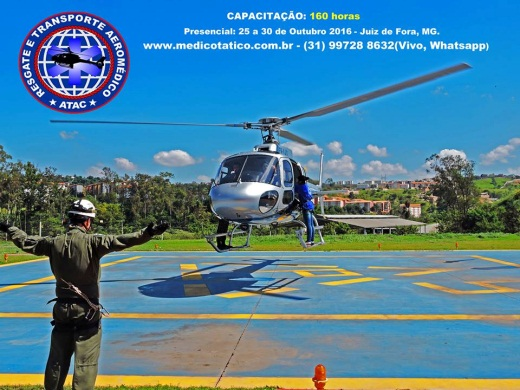 CAPACITAÇÃO: 160 horas
Presencial: 25 a 30 de Outubro 2016 - Juiz de Fora, MG.
www.medicotatico.com.br - (31) 99728 8632(Vivo, Whatsapp)
RESGATE E TRANSPORTE AEROMÉDICO
ATAC